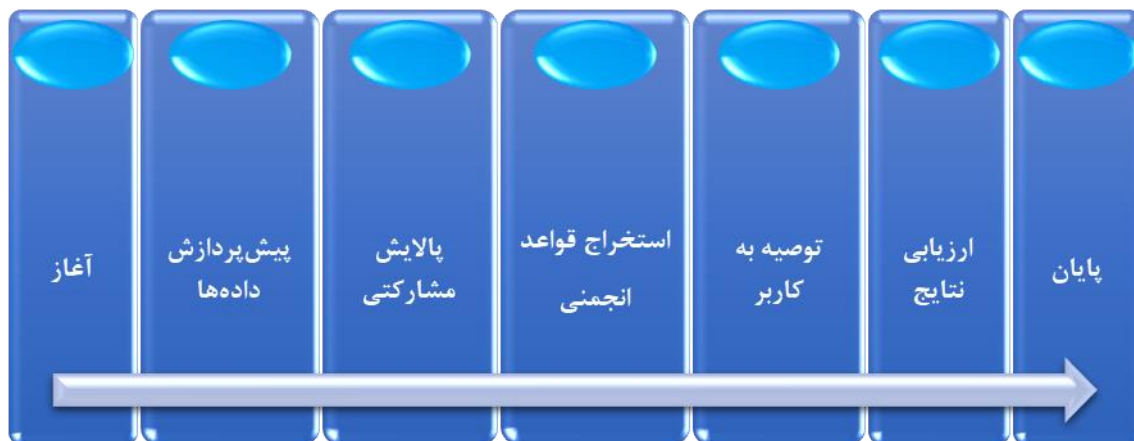 آغاز
پیش‌پردازش
داده‌ها
پالایش
مشارکتی
استخراج قواعد
انجمنی
توصیه به
کاربر
ارزیابی
نتایج
پایان